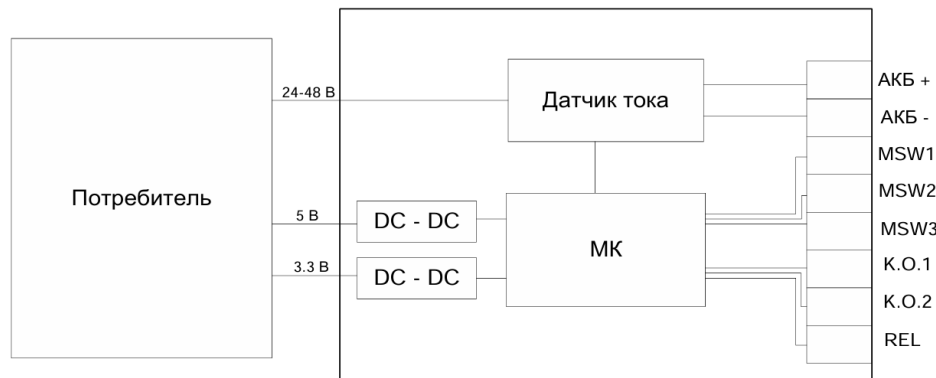 Потребитель
24-48 В
5 В
3.3 В
Датчик тока
DC - DC
DC - DC
МК
АКБ +
АКБ -
MSW1
MSW2
MSW3
К.О.1
К.О.2
REL